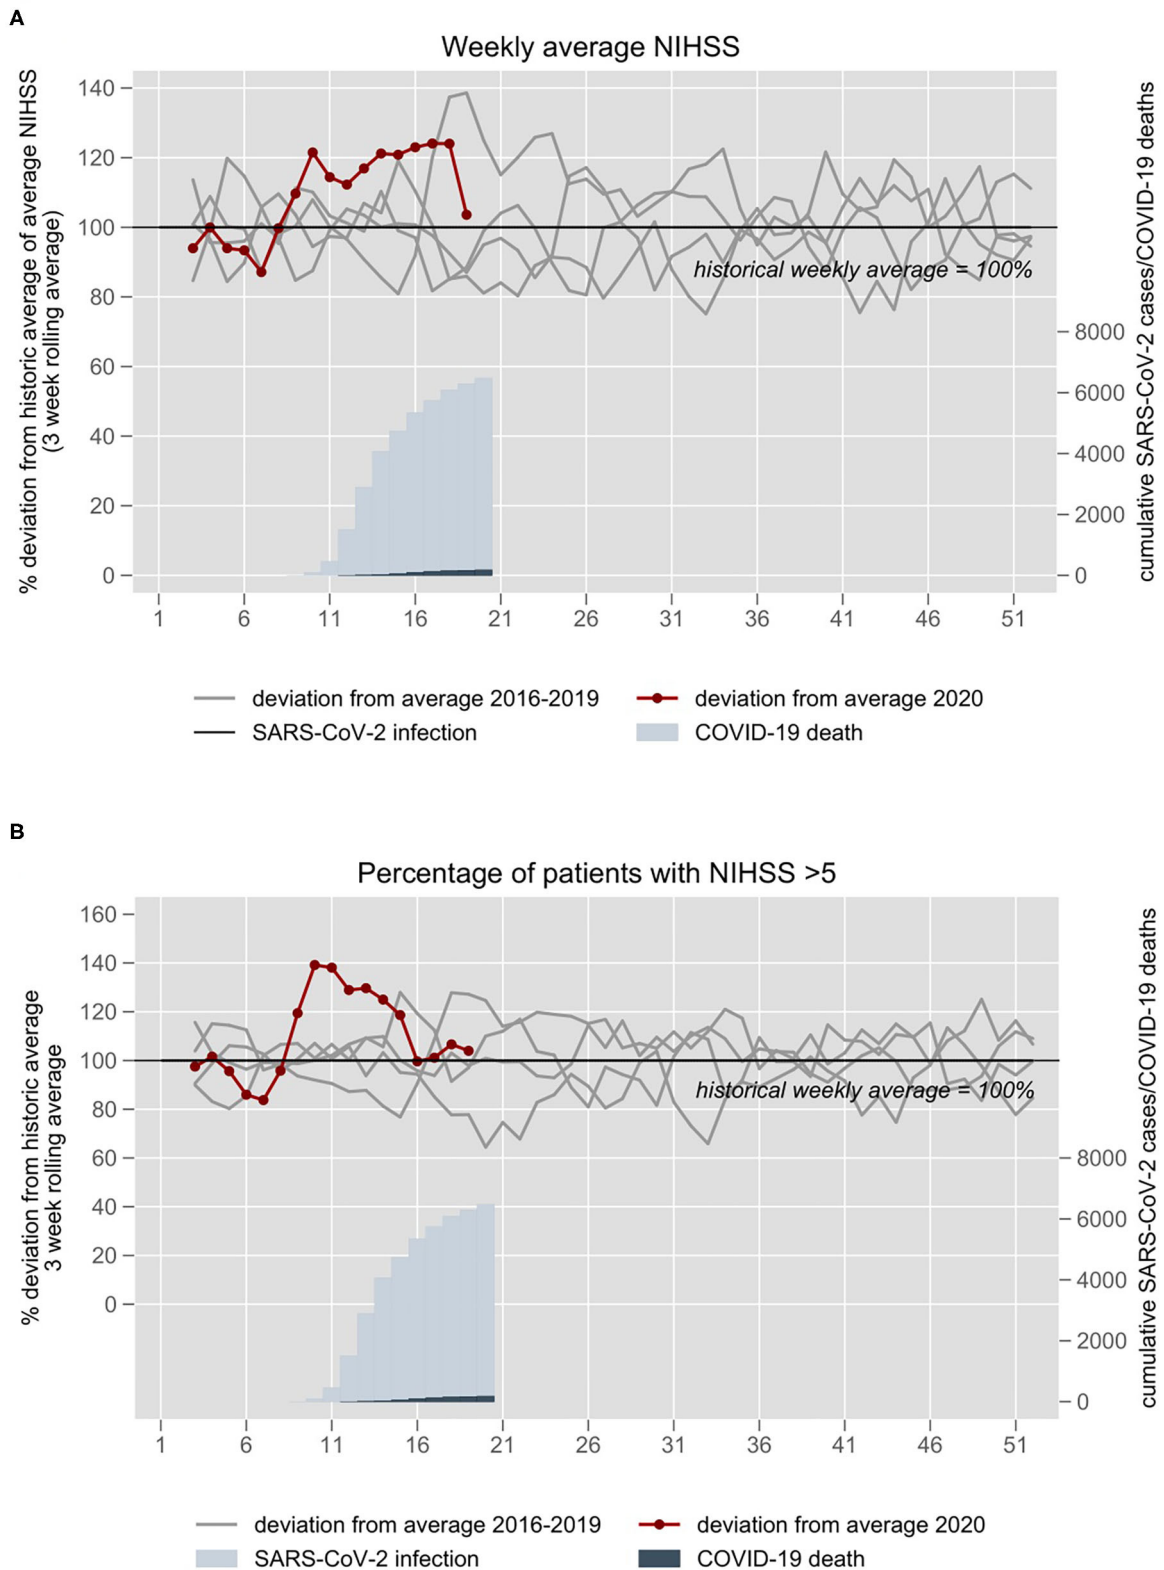 A
Weekly average NIHSS
% deviation from historic average of average NIHSS
(3 week rolling average)
140
120
100
80
60
40
20
0
historical weekly average = 100%
8000
6000
4000
2000
0
cumulative SARS-CoV-2 cases/COVID-19 deaths
1 6 11 16 21 26 31 36 41 46 51
deviation from average 2016-2019 deviation from average 2020
SARS-CoV-2 infection COVID-19 death
B
Percentage of patients with NIHSS >5
% deviation from historic average
3 week rolling average
160
140
120
100
80
60
40
20
0
historical weekly average = 100%
8000
6000
4000
2000
0
cumulative SARS-CoV-2 cases/COVID-19 deaths
1 6 11 16 21 26 31 36 41 46 51
deviation from average 2016-2019 deviation from average 2020
SARS-CoV-2 infection COVID-19 death